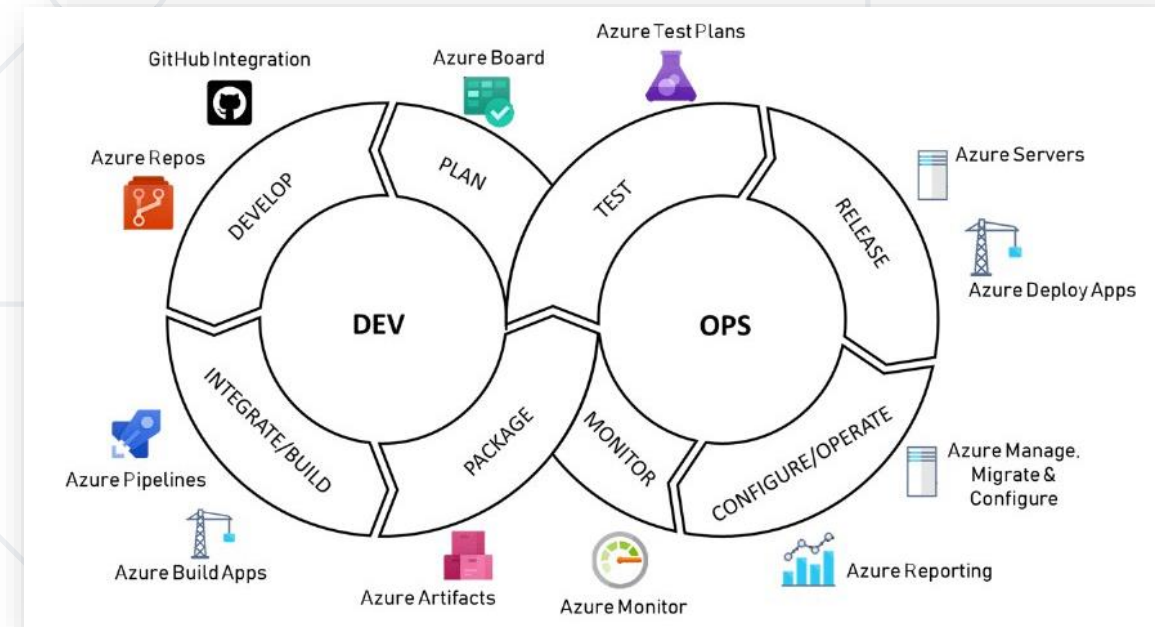 Azure Test Plans
GitHub Integration
Azure Board
Azure Repos
PLAN
DEVELOP
TEST
RELEASE
Azure Servers
Azure Deploy Apps
DEV
OPS
INTEGRATE/BUILD
PACKAGE
MONITOR
CONFIGURE/OPERATE
Azure Pipelines
Azure Manage,
Migrate &
Configure
Azure Build Apps
Azure Artifacts
Azure Monitor
Azure Reporting